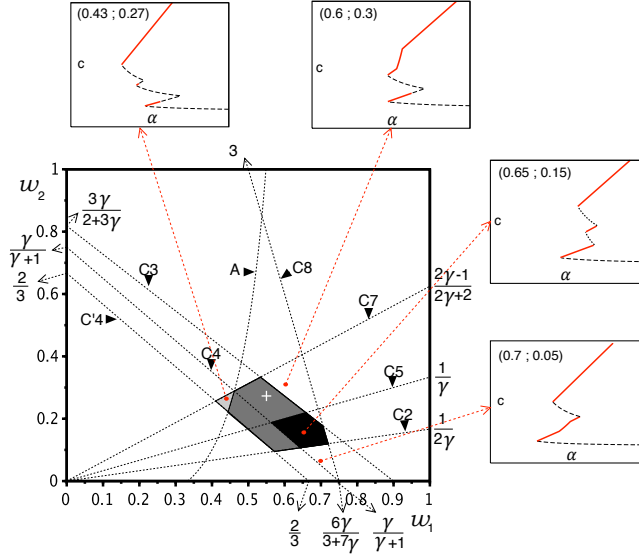 (0.43 ; 0.27)
c
α
(0.6 ; 0.3)
c
α
(0.65 ; 0.15)
c
α
(0.7 ; 0.05)
c
α
3
w2
1
0.8
0.6
0.4
0.2
0
3γ
2+3γ
γ
γ+1
2
3
C3
C'4
C4
A
C8
C7
C5
C2
2γ-1
2γ+2
1
γ
1
2γ
0 0.1 0.2 0.3 0.4 0.5 0.6 0.7 0.8 0.9 1
w1
2
3
6γ
3+7γ
γ
γ+1